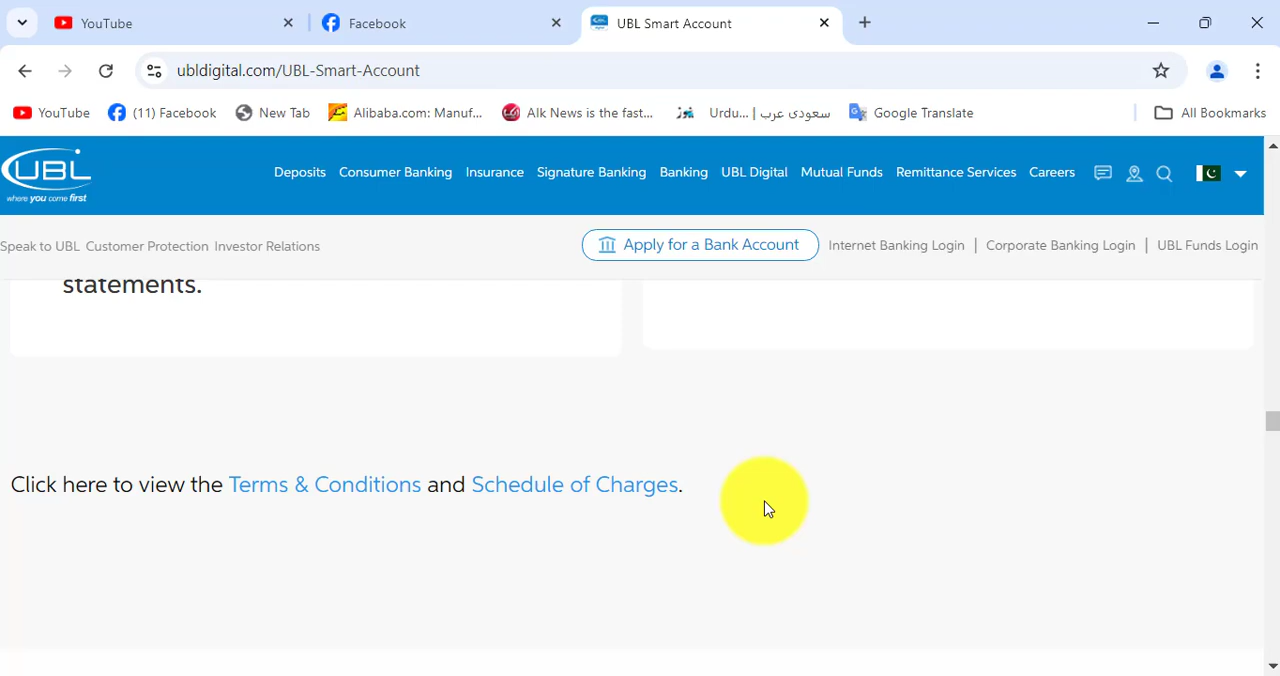 YouTube
Facebook
UBL Smart Account
ubldigital.com/UBL-Smart-Account
YouTube
(11) Facebook
New Tab
Alibaba.com: Manuf...
Alk News is the fast...
Urdu... | سعودی عرب
Google Translate
All Bookmarks
UBL
where you come first
Deposits
Consumer Banking
Insurance
Signature Banking
Banking
UBL Digital
Mutual Funds
Remittance Services
Careers
Speak to UBL
Customer Protection
Investor Relations
Apply for a Bank Account
Internet Banking Login
| Corporate Banking Login
| UBL Funds Login
statements.
Click here to view the Terms & Conditions and Schedule of Charges.